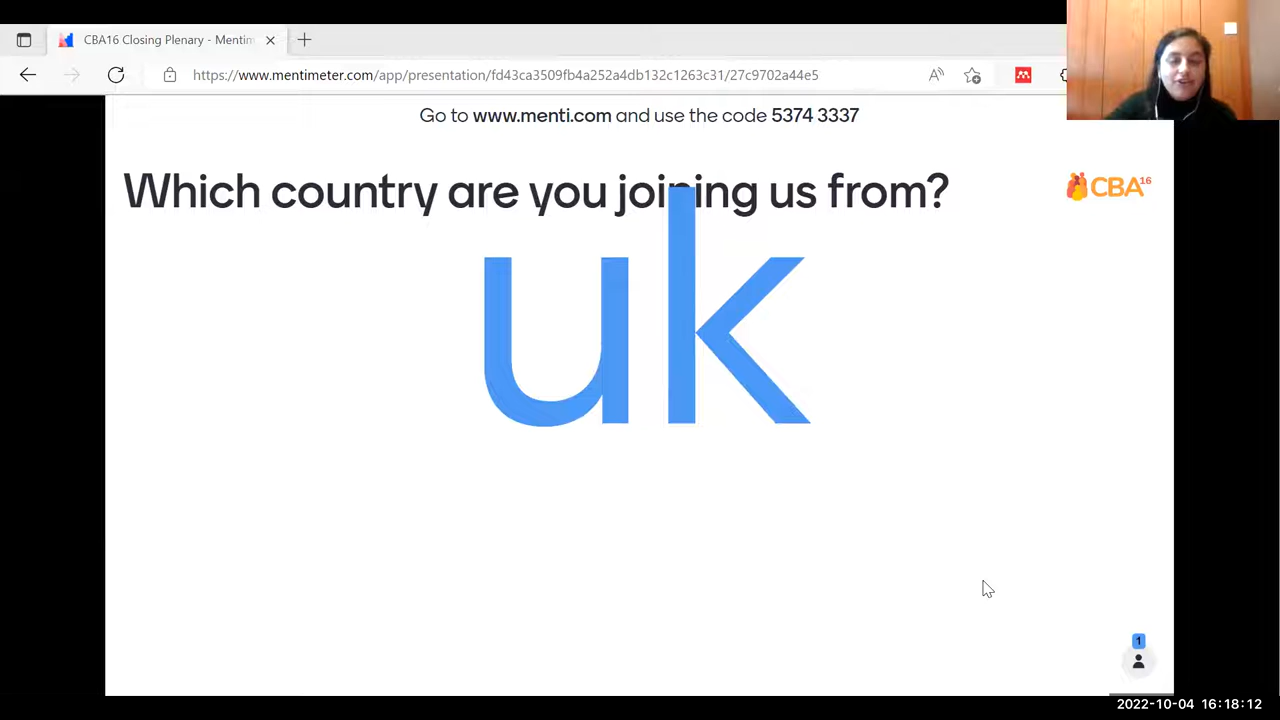 CBA16 Closing Plenary - Mentim
https://www.mentimeter.com/app/presentation/fd43ca3509fb4a252a4db132c1263c31/27c9702a44e5
Go to www.menti.com and use the code 5374 3337
Which country are you joining us from?
CBA16
uk
1
2022-10-04 16:18:12